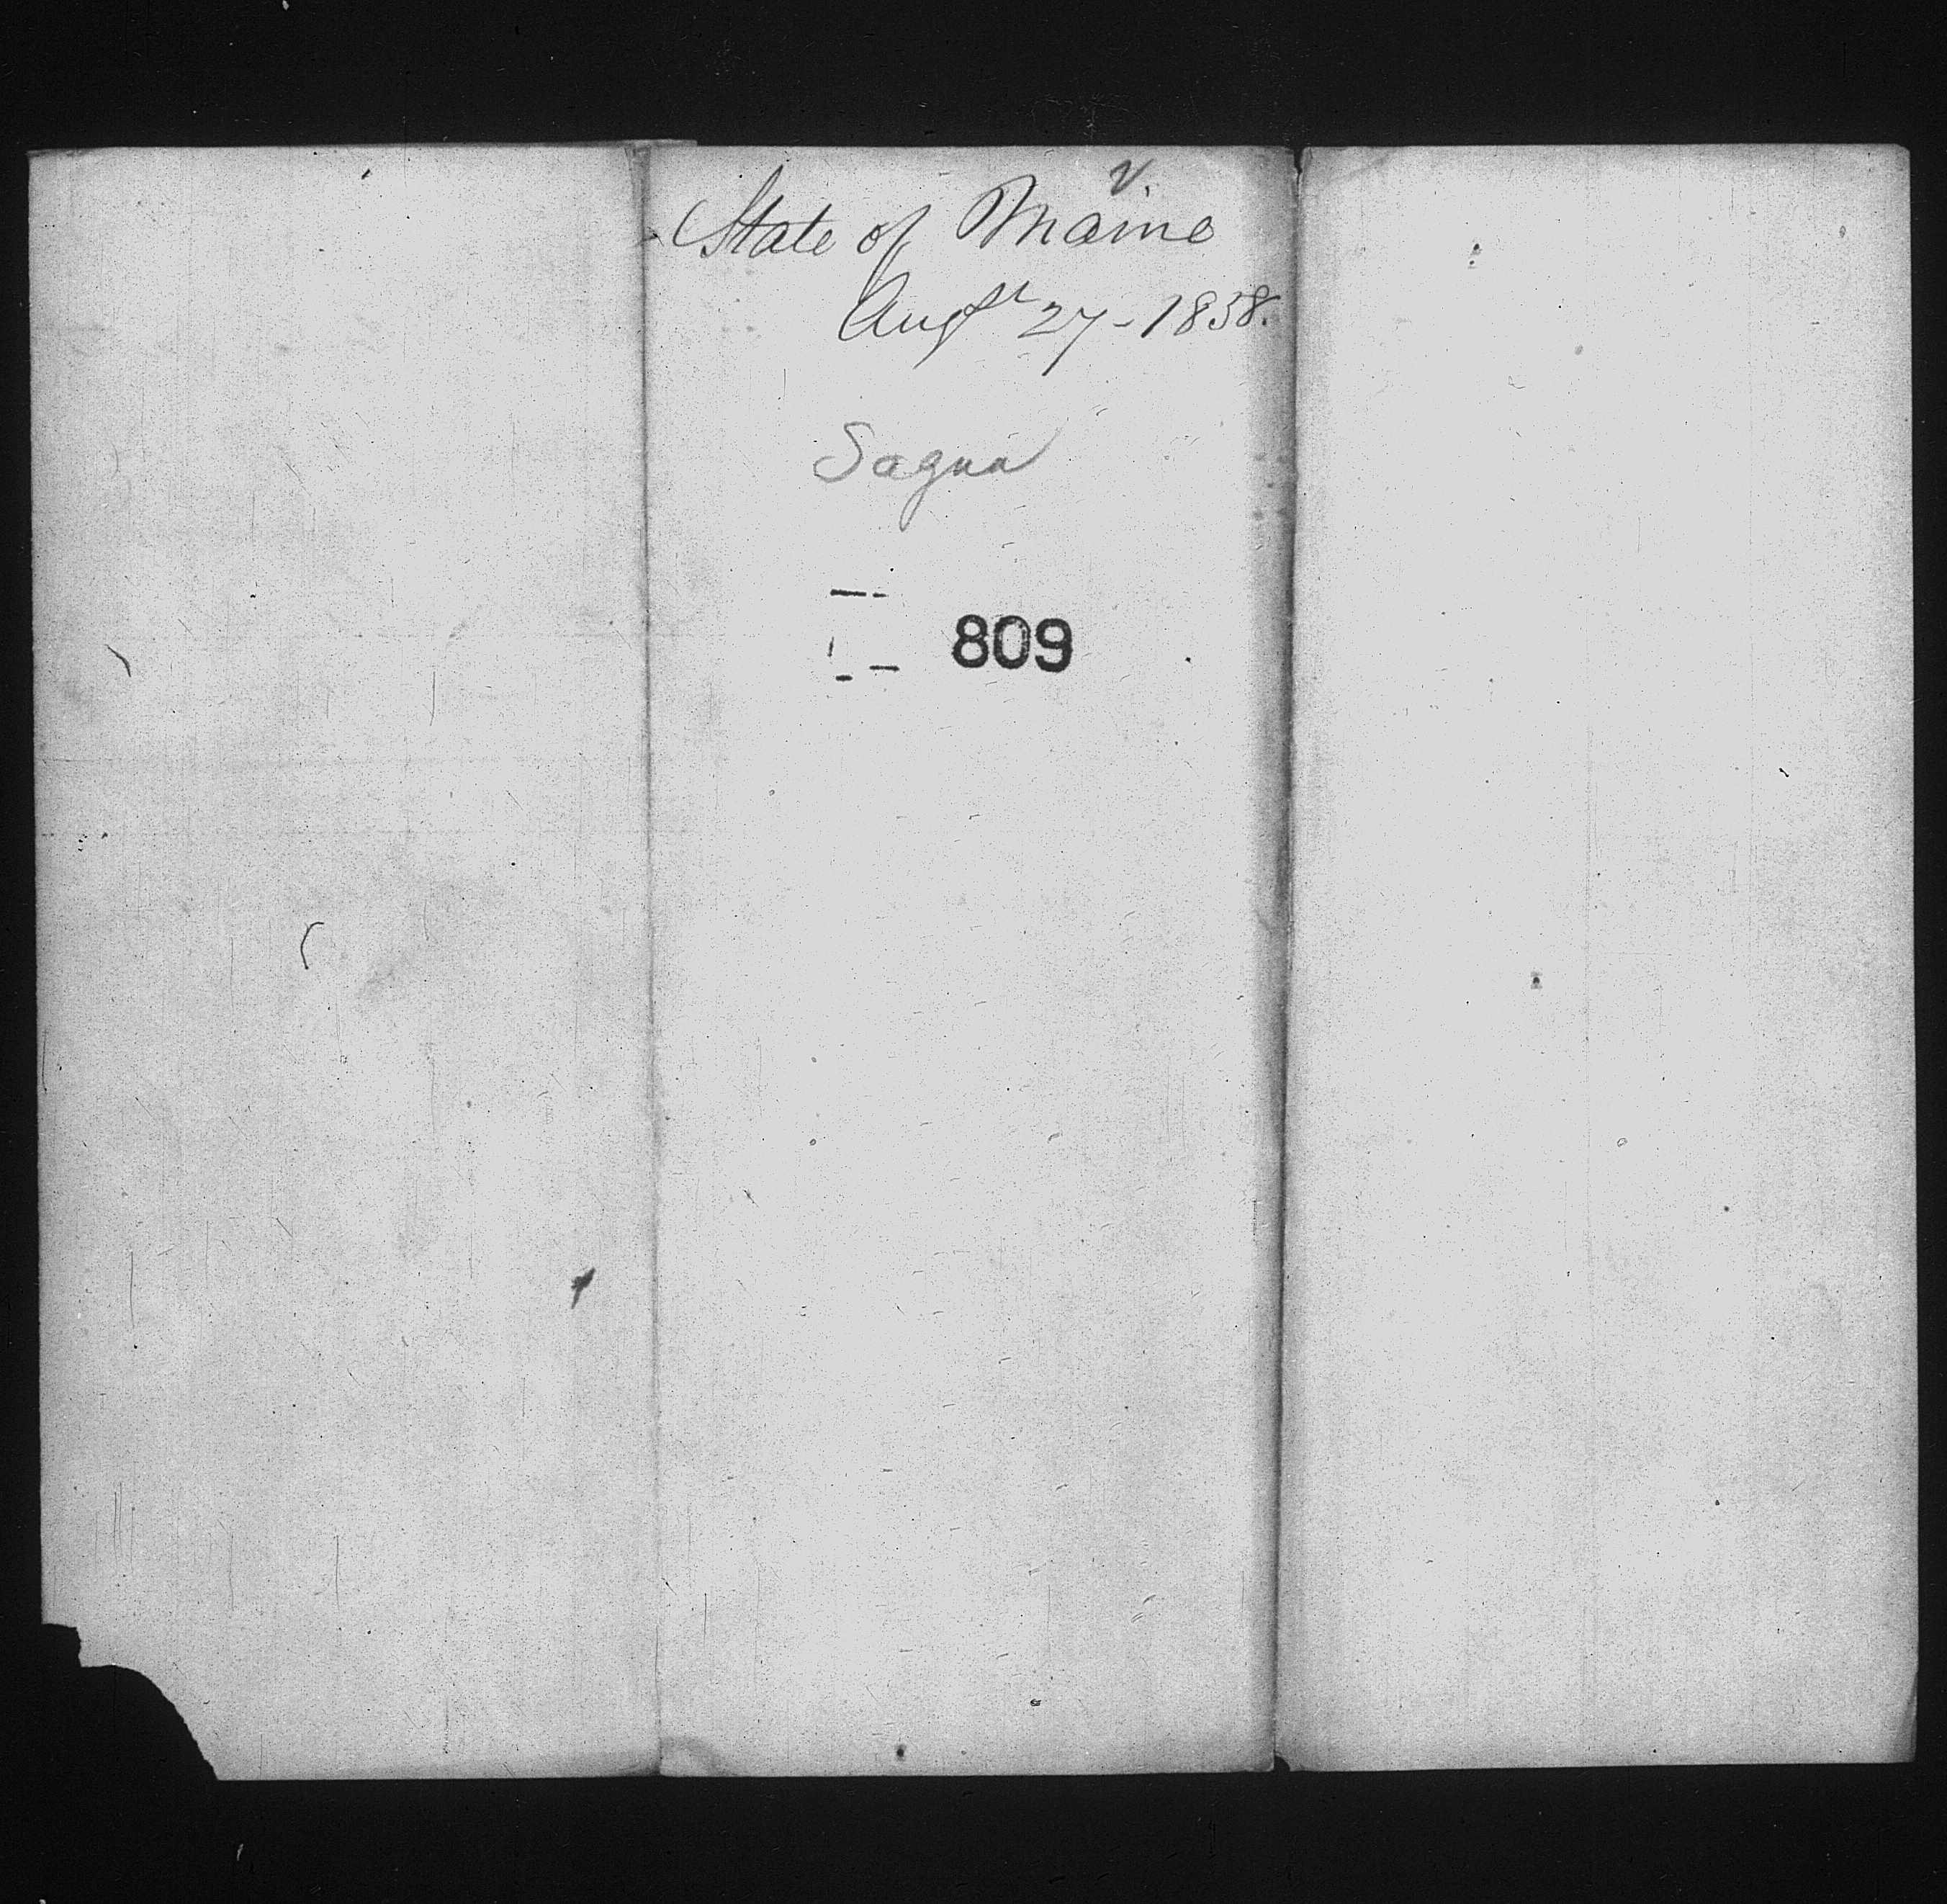 v.
State of Maine
Augst 27 - 1858.
Sagua
809